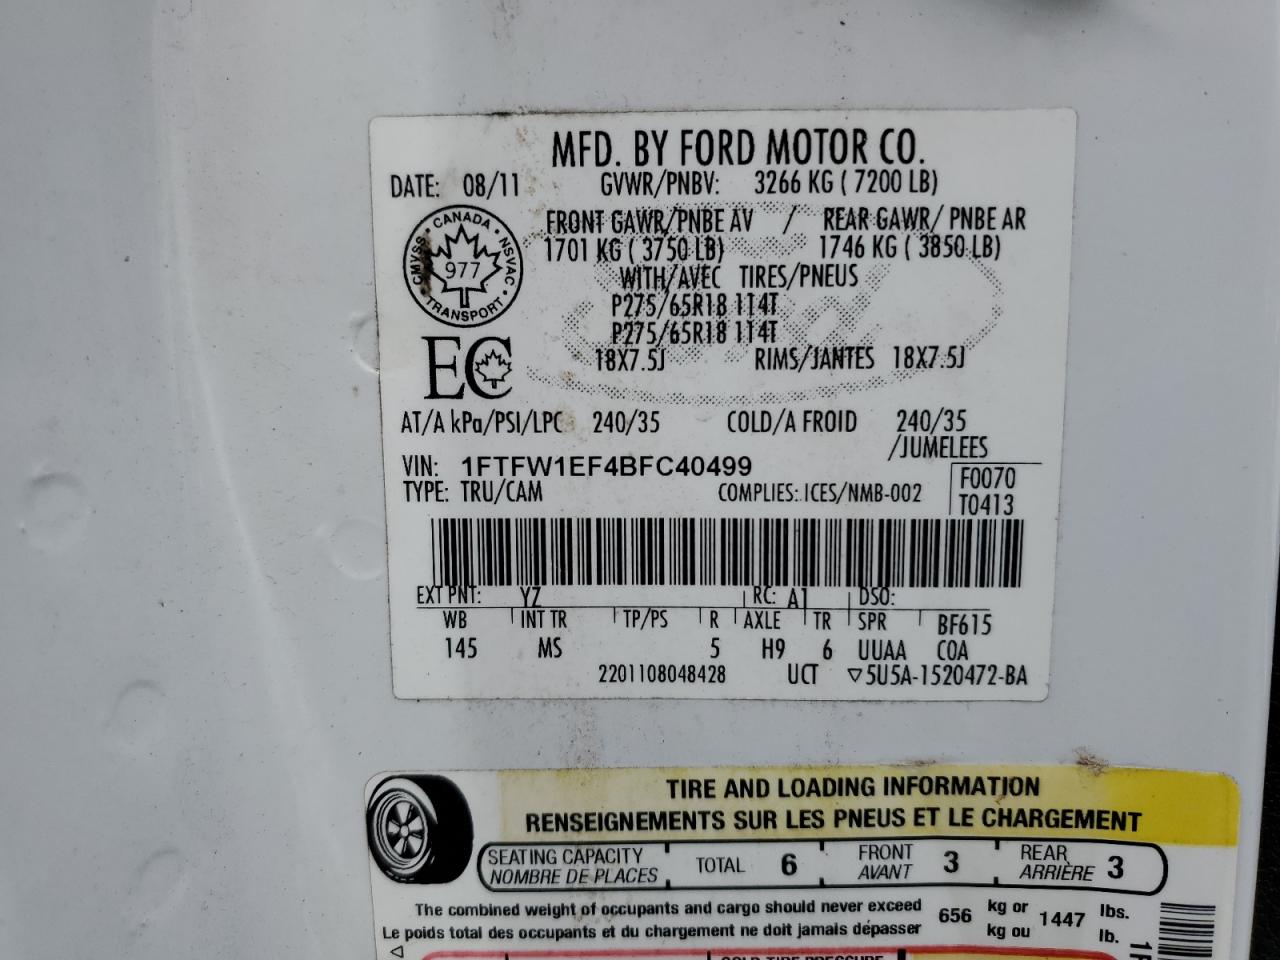 MFD. BY FORD MOTOR CO.
DATE: 08/11 GVWR/PNBV: 3266 KG ( 7200 LB)
FRONT GAWR/PNBE AV / REAR GAWR/ PNBE AR
1701 KG ( 3750 LB) 1746 KG ( 3850 LB)
WITH/AVEC TIRES/PNEUS
P275/65R18 114T
P275/65R18 114T
18X7.5J RIMS/JANTES 18X7.5J
CANADA · NSVAC · TRANSPORT · CMVSS
977
EC
AT/A kPa/PSI/LPC 240/35 COLD/A FROID 240/35
/JUMELEES
VIN: 1FTFW1EF4BFC40499
TYPE: TRU/CAM COMPLIES: ICES/NMB-002
F0070
T0413
EXT PNT: YZ RC: A1 DSO:
WB INT TR TP/PS R AXLE TR SPR BF615
145 MS 5 H9 6 UUAA COA
2201108048428 UCT ▽5U5A-1520472-BA
TIRE AND LOADING INFORMATION
RENSEIGNEMENTS SUR LES PNEUS ET LE CHARGEMENT
SEATING CAPACITY TOTAL 6 FRONT 3 REAR 3
NOMBRE DE PLACES AVANT ARRIÈRE
The combined weight of occupants and cargo should never exceed 656 kg or 1447 lbs.
Le poids total des occupants et du chargement ne doit jamais dépasser kg ou lb.